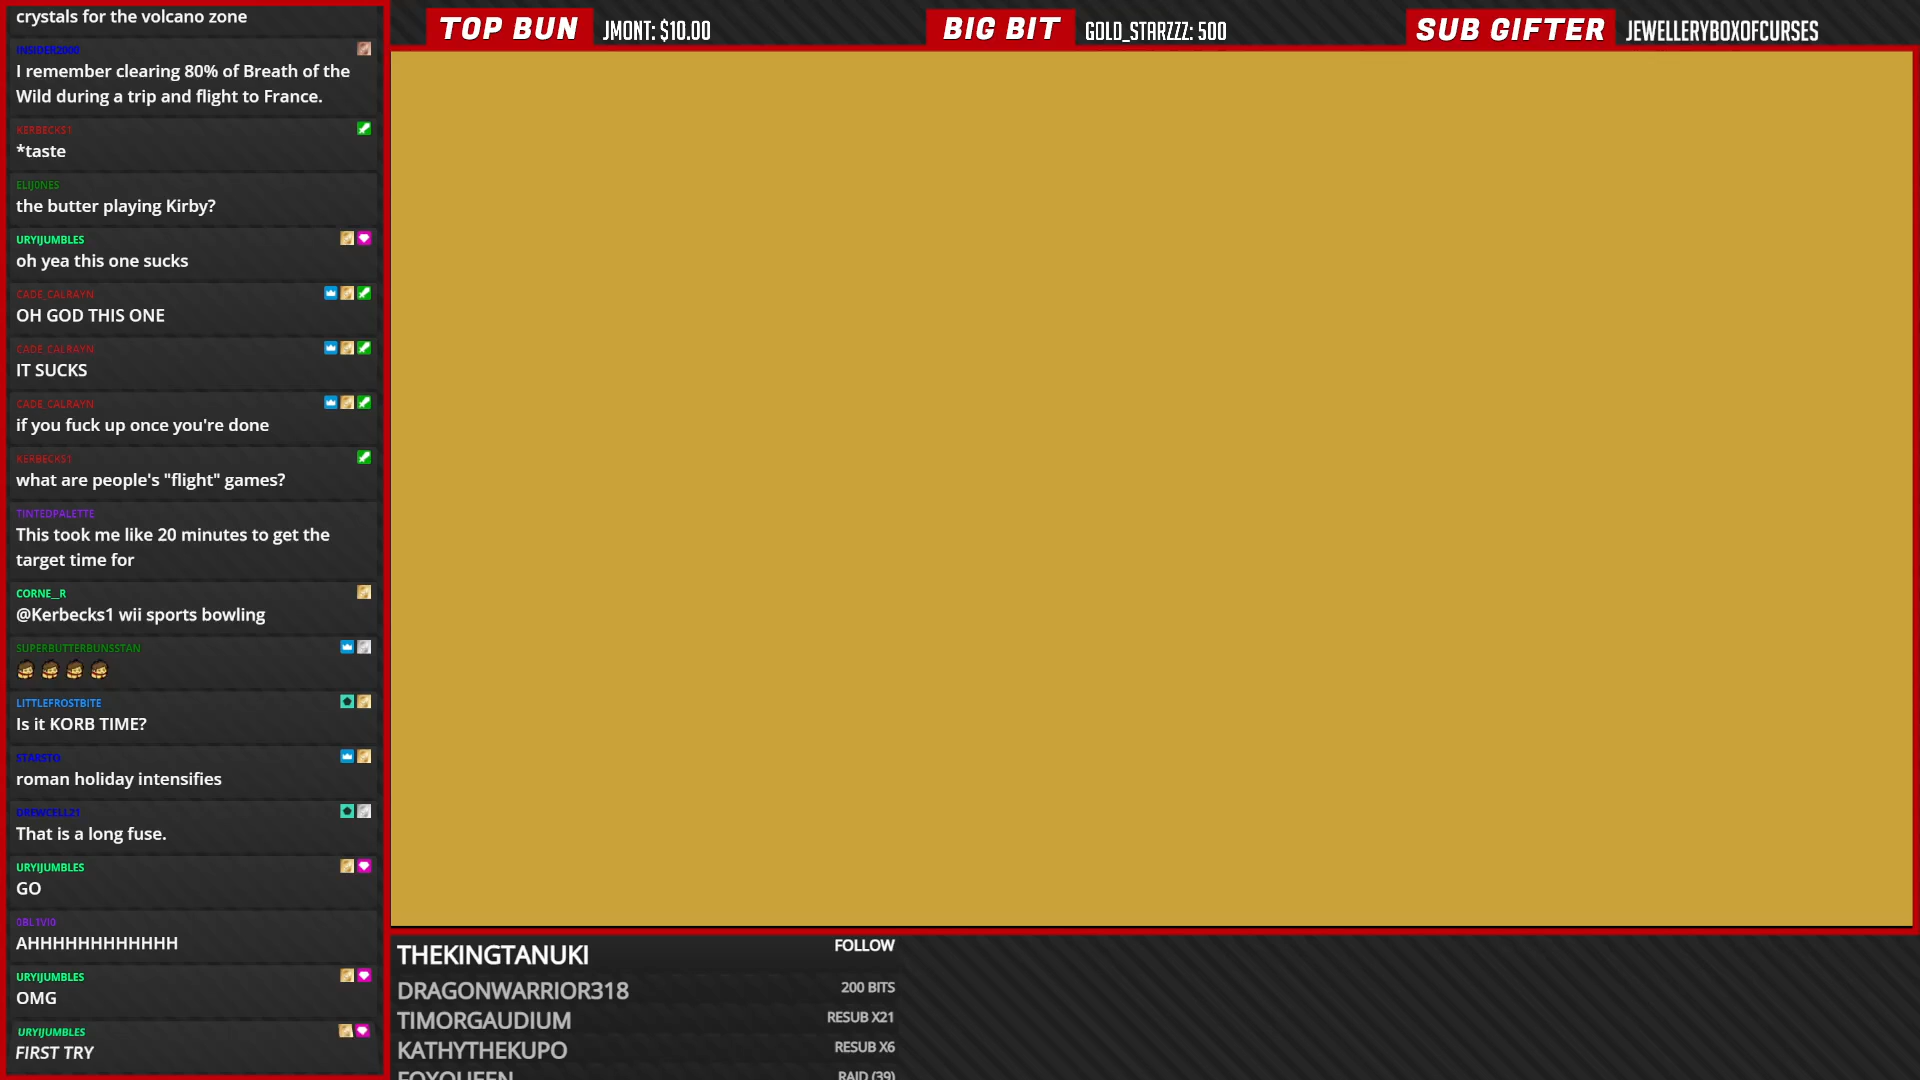 TOP BUN
JMONT: $10.00
BIG BIT
GOLD_STARZZZ: 500
SUB GIFTER
JEWELLERYBOXOFCURSES
crystals for the volcano zone
INSIDER2000
I remember clearing 80% of Breath of the
Wild during a trip and flight to France.
KERBECKS1
*taste
ELIJ0NES
the butter playing Kirby?
URYIJUMBLES
oh yea this one sucks
CADE_CALRAYN
OH GOD THIS ONE
CADE_CALRAYN
IT SUCKS
CADE_CALRAYN
if you fuck up once you're done
KERBECKS1
what are people's "flight" games?
TINTEDPALETTE
This took me like 20 minutes to get the
target time for
CORNE__R
@Kerbecks1 wii sports bowling
SUPERBUTTERBUNSSTAN
LITTLEFROSTBITE
Is it KORB TIME?
STARSTO
roman holiday intensifies
DREWCELL21
That is a long fuse.
URYIJUMBLES
GO
0BL1VI0
AHHHHHHHHHHHH
URYIJUMBLES
OMG
URYIJUMBLES
FIRST TRY
THEKINGTANUKI FOLLOW
DRAGONWARRIOR318 200 BITS
TIMORGAUDIUM RESUB X21
KATHYTHEKUPO RESUB X6
FOXQUEEN RAID (39)